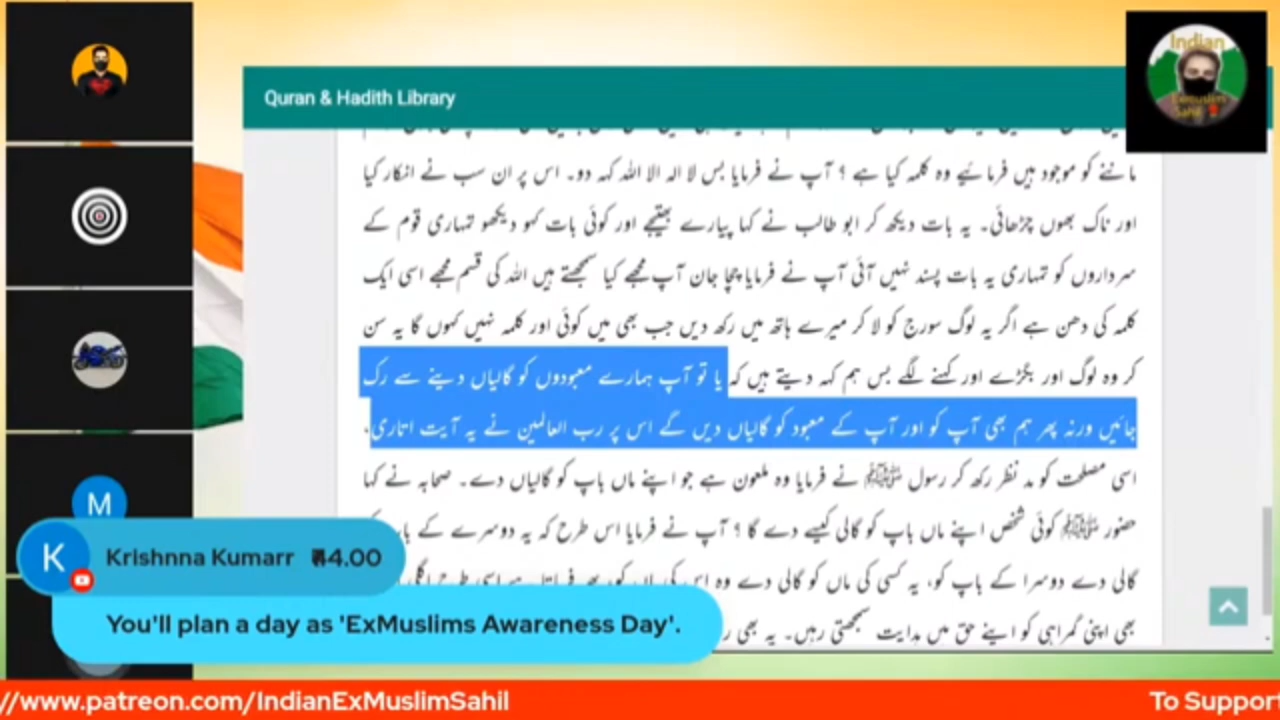 Indian
Exmuslim
Sahil
Quran & Hadith Library
ماننے کو موجود ہیں فرمائیے وہ کلمہ کیا ہے ؟ آپ نے فرمایا بس لا الہ الا اللہ کہہ دو۔ اس پر ان سب نے انکار کیا
اور ناک بھوں چڑھائی۔ یہ بات دیکھ کر ابو طالب نے کہا پیارے بھتیجے اور کوئی بات کہو دیکھو تمہاری قوم کے
سرداروں کو تمہاری یہ بات پسند نہیں آئی آپ نے فرمایا چچا جان آپ مجھے کیا سمجھتے ہیں اللہ کی قسم مجھے اسی ایک
کلمہ کی دھن ہے اگر یہ لوگ سورج کو لا کر میرے ہاتھ میں رکھ دیں جب بھی میں کوئی اور کلمہ نہیں کہوں گا یہ سن
کر وہ لوگ اور بگڑے اور کہنے لگے بس ہم کہہ دیتے ہیں کہ یا تو آپ ہمارے معبودوں کو گالیاں دینے سے رک
جائیں ورنہ پھر ہم بھی آپ کو اور آپ کے معبود کو گالیاں دیں گے اس پر رب العالمین نے یہ آیت اتاری،
اسی مصلحت کو مد نظر رکھ کر رسول ﷺ نے فرمایا وہ ملعون ہے جو اپنے ماں باپ کو گالیاں دے۔ صحابہ نے کہا
حضور ﷺ کوئی شخص اپنے ماں باپ کو گالی کیسے دے گا ؟ آپ نے فرمایا اس طرح کہ یہ دوسرے کے باپ
گالی دے دوسرا کے باپ کو، یہ کسی کی ماں کو گالی دے وہ اس کی ماں کو،
بھی اپنی گمراہی کو اپنے حق میں ہدایت سمجھتی رہیں۔ یہ بھی
M
K
Krishnna Kumarr 44.00
You'll plan a day as 'ExMuslims Awareness Day'.
//www.patreon.com/IndianExMuslimSahil
To Support